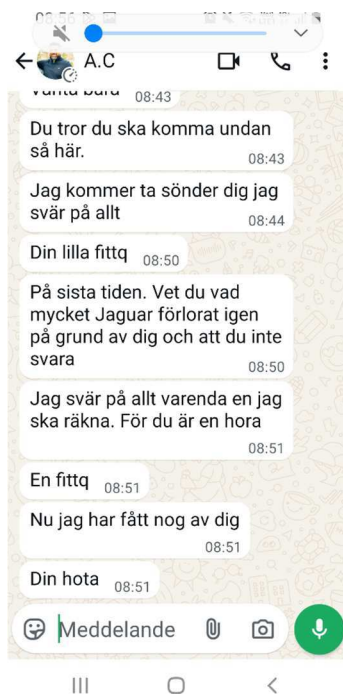 A.C
08:43
Du tror du ska komma undan
så här.
08:43
Jag kommer ta sönder dig jag
svär på allt
08:44
Din lilla fittq 08:50
På sista tiden. Vet du vad
mycket Jaguar förlorat igen
på grund av dig och att du inte
svara
08:50
Jag svär på allt varenda en jag
ska räkna. För du är en hora
08:51
En fittq 08:51
Nu jag har fått nog av dig
08:51
Din hota 08:51
Meddelande